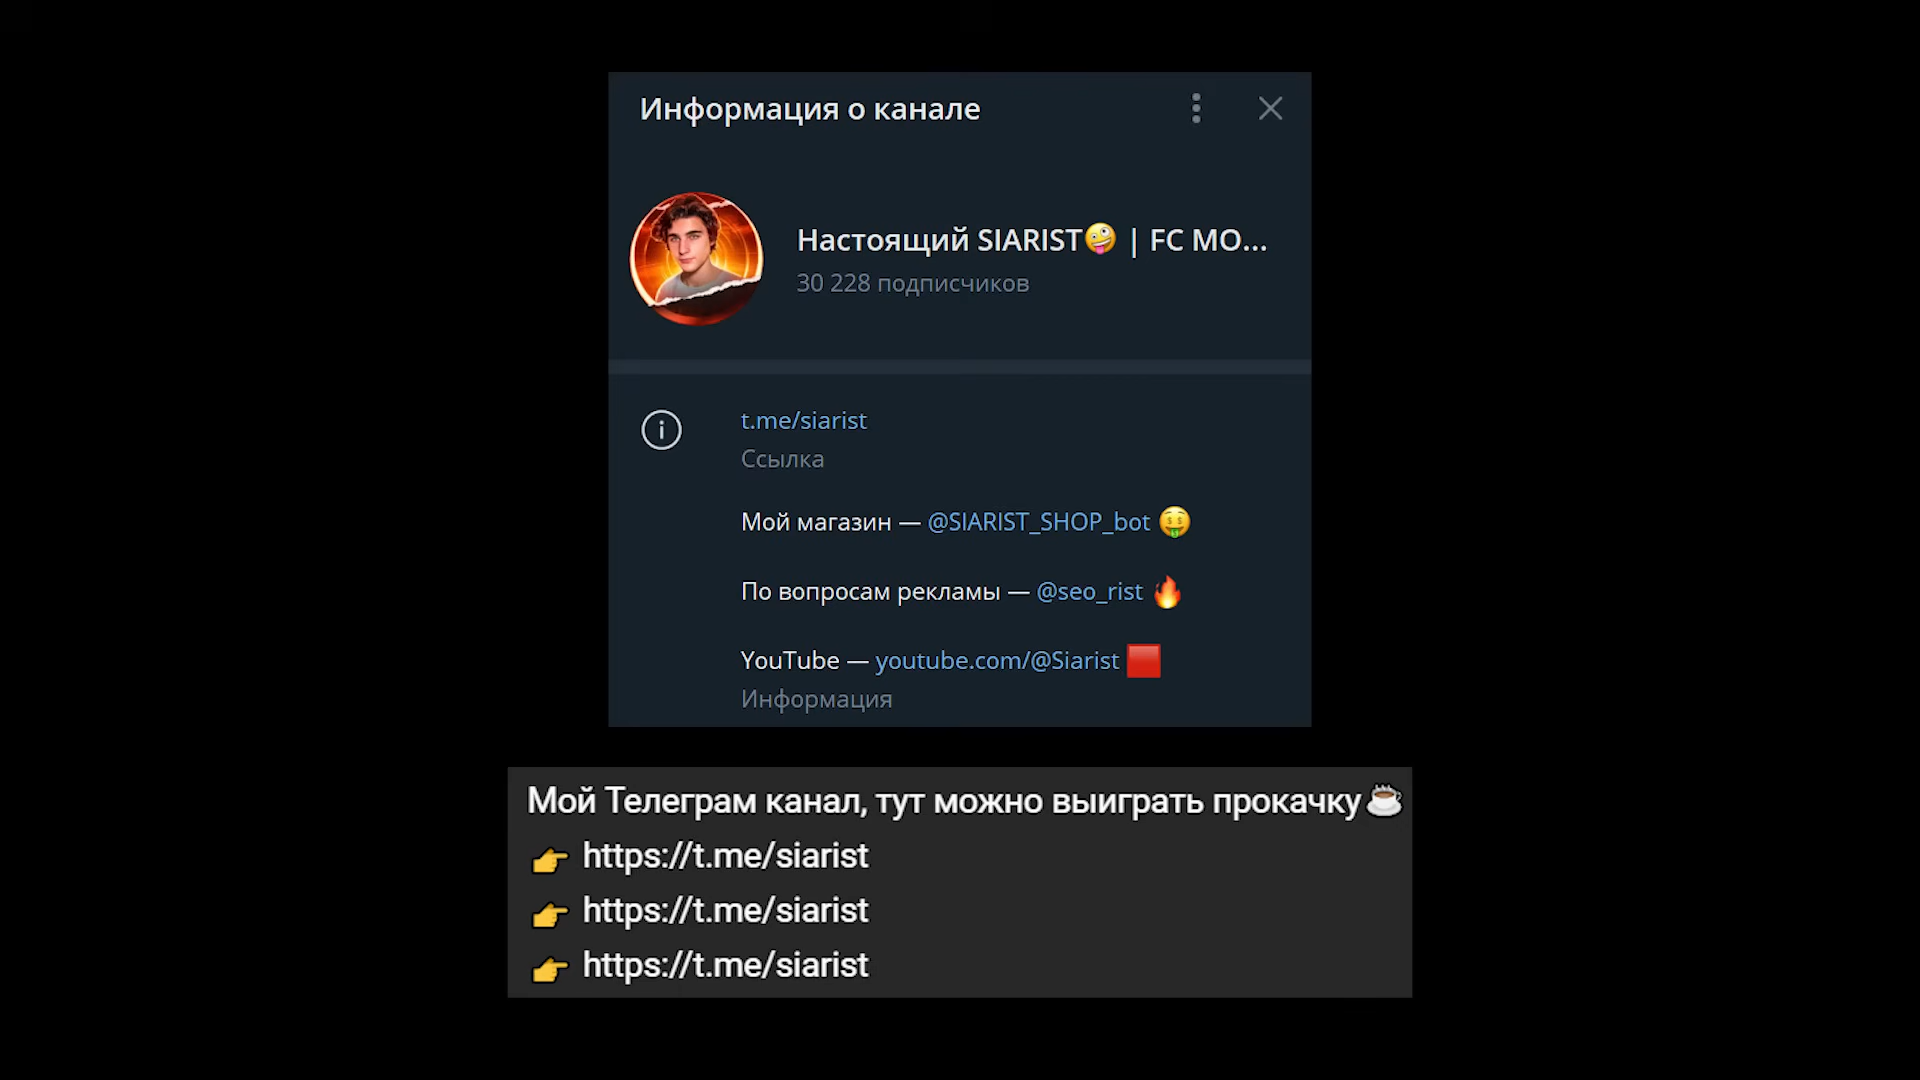 Информация о канале
Настоящий SIARIST🤪 | FC MO...
30 228 подписчиков
t.me/siarist
Ссылка
Мой магазин — @SIARIST_SHOP_bot 🤑
По вопросам рекламы — @seo_rist 🔥
YouTube — youtube.com/@Siarist 🟥
Информация
Мой Телеграм канал, тут можно выиграть прокачку☕
👉 https://t.me/siarist
👉 https://t.me/siarist
👉 https://t.me/siarist